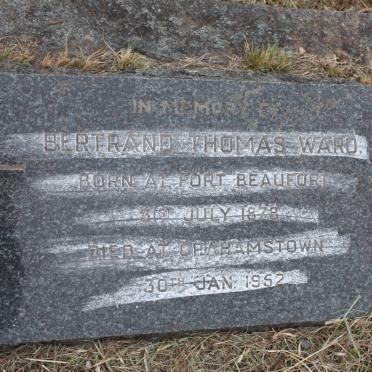 IN MEMORY OF
BERTRAND THOMAS WARD
BORN AT FORT BEAUFORT
31ST JULY 1878
DIED AT GRAHAMSTOWN
30TH JAN. 1952